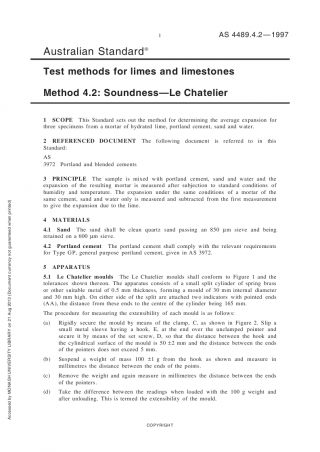 1
AS 4489.4.2—1997
Australian Standard®
Test methods for limes and limestones
Method 4.2: Soundness—Le Chatelier
1 SCOPE This Standard sets out the method for determining the average expansion for
three specimens from a mortar of hydrated lime, portland cement, sand and water.
2 REFERENCED DOCUMENT The following document is referred to in this
Standard:
AS
3972 Portland and blended cements
3 PRINCIPLE The sample is mixed with portland cement, sand and water and the
expansion of the resulting mortar is measured after subjection to standard conditions of
humidity and temperature. The expansion under the same conditions of a mortar of the
same cement, sand and water only is measured and subtracted from the first measurement
to give the expansion due to the lime.
4 MATERIALS
4.1 Sand The sand shall be clean quartz sand passing an 850 µm sieve and being
retained on a 600 µm sieve.
4.2 Portland cement The portland cement shall comply with the relevant requirements
for Type GP, general purpose portland cement, given in AS 3972.
5 APPARATUS
5.1 Le Chatelier moulds The Le Chatelier moulds shall conform to Figure 1 and the
tolerances shown thereon. The apparatus consists of a small split cylinder of spring brass
or other suitable metal of 0.5 mm thickness, forming a mould of 30 mm internal diameter
and 30 mm high. On either side of the split are attached two indicators with pointed ends
(A.A), the distance from these ends to the centre of the cylinder being 165 mm.
The procedure for measuring the extensibility of each mould is as follows:
(a) Rigidly secure the mould by means of the clamp, C, as shown in Figure 2. Slip a
small metal sleeve having a hook, E, at the end over the unclamped pointer and
secure it by means of the set screw, D, so that the distance between the hook and
the cylindrical surface of the mould is 50 ±2 mm and the distance between the ends
of the pointers does not exceed 5 mm.
(b) Suspend a weight of mass 100 ±1 g from the hook as shown and measure in
millimetres the distance between the ends of the points.
(c) Remove the weight and again measure in millimetres the distance between the ends
of the pointers.
(d) Take the difference between the readings when loaded with the 100 g weight and
after unloading. This is termed the extensibility of the mould.
COPYRIGHT
Accessed by MONASH UNIVERSITY LIBRARY on 21 Aug 2013 (Document currency not guaranteed when printed)